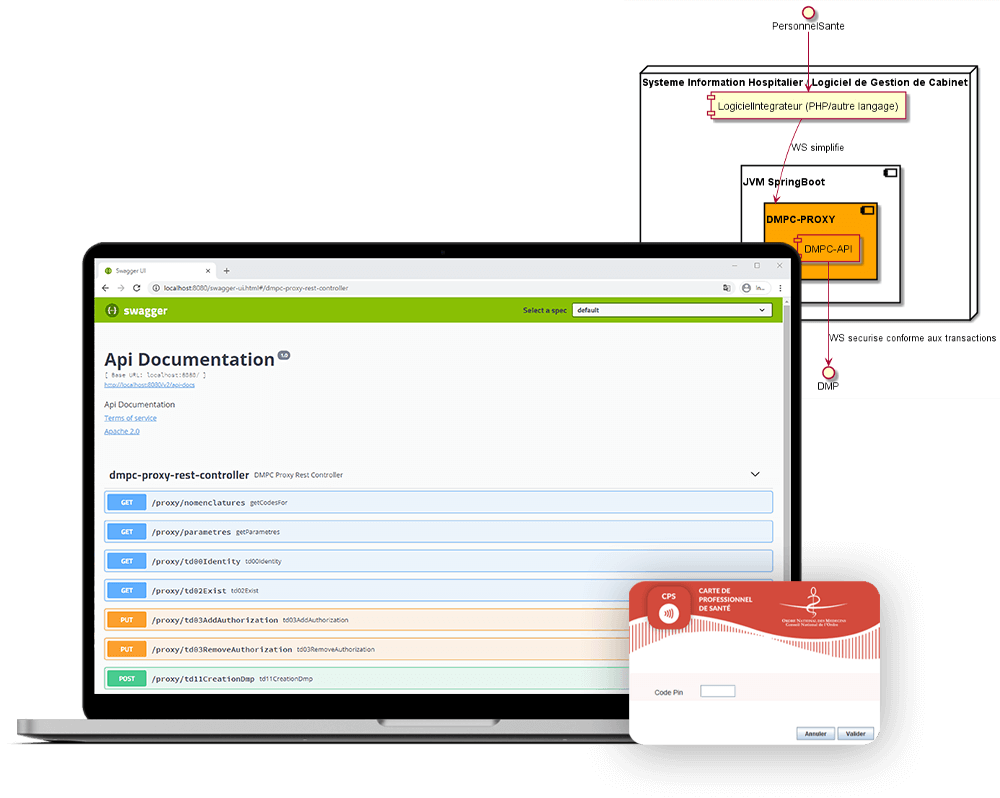 PersonnelSante
Systeme Information Hospitalier / Logiciel de Gestion de Cabinet
LogicielIntegrateur (PHP/autre langage)
WS simplifie
JVM SpringBoot
DMPC-PROXY
DMPC-API
WS securise conforme aux transactions
DMP
Swagger UI
localhost:8080/swagger-ui.html#/dmpc-proxy-rest-controller
In...
swagger
Select a spec
default
Api Documentation 1.0
[ Base URL: localhost:8080/ ]
http://localhost:8080/v2/api-docs
Api Documentation
Terms of service
Apache 2.0
dmpc-proxy-rest-controller DMPC Proxy Rest Controller
GET /proxy/nomenclatures getCodesFor
GET /proxy/parametres getParametres
GET /proxy/td00Identity td00Identity
GET /proxy/td02Exist td02Exist
PUT /proxy/td03AddAuthorization td03AddAuthorization
PUT /proxy/td03RemoveAuthorization td03RemoveAuthorization
POST /proxy/td11CreationDmp td11CreationDmp
CPS
CARTE DE
PROFESSIONNEL
DE SANTÉ
ORDRE NATIONAL DES MÉDECINS
Conseil National de l'Ordre
Code Pin
Annuler
Valider